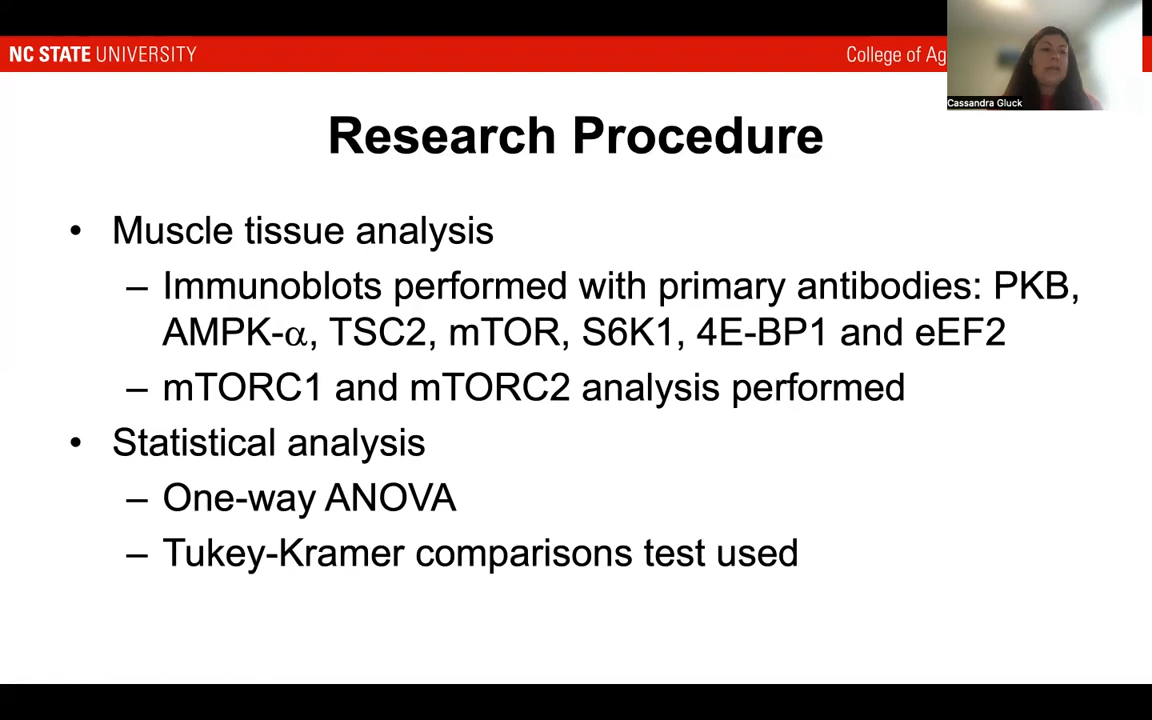 NC STATE UNIVERSITY
College of Ag
Cassandra Gluck
Research Procedure
• Muscle tissue analysis
– Immunoblots performed with primary antibodies: PKB,
AMPK-α, TSC2, mTOR, S6K1, 4E-BP1 and eEF2
– mTORC1 and mTORC2 analysis performed
• Statistical analysis
– One-way ANOVA
– Tukey-Kramer comparisons test used